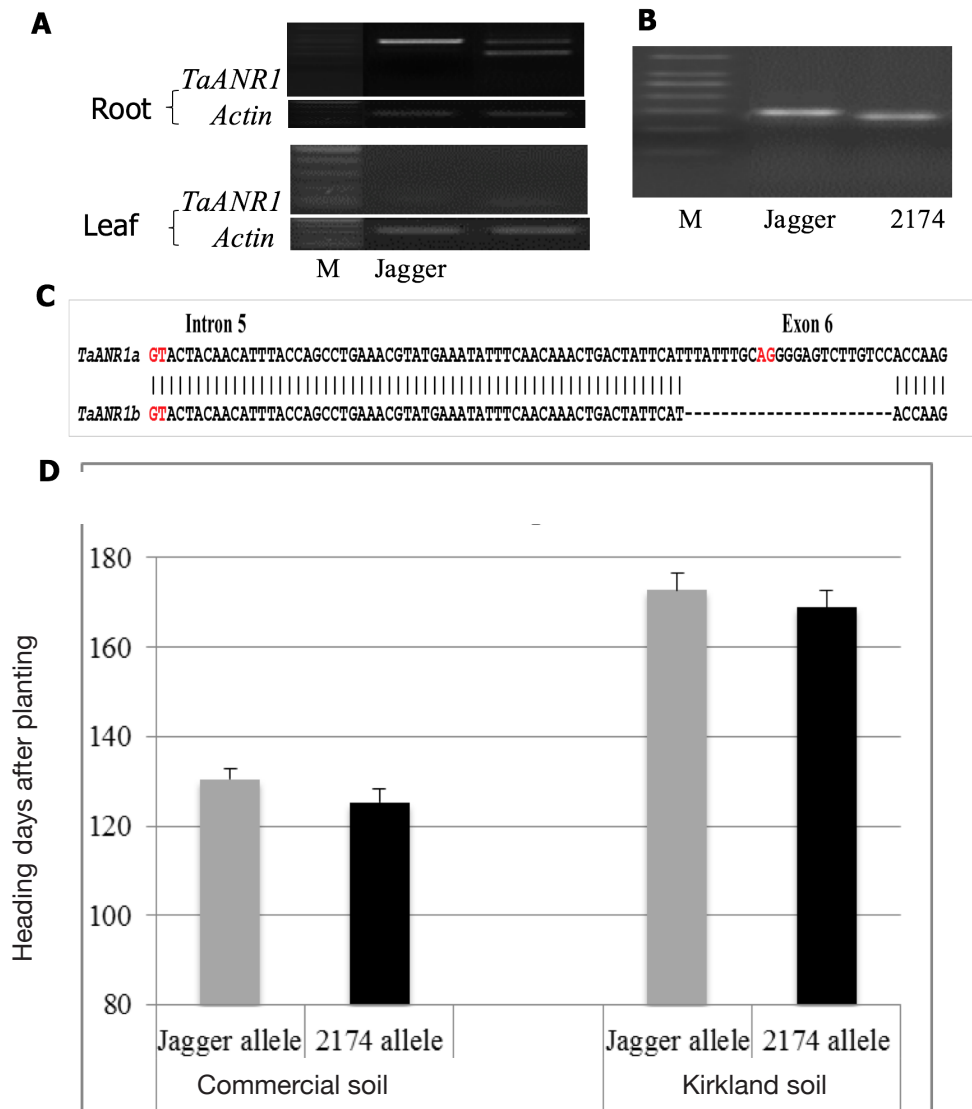 A
B
TaANR1
Root
Actin
TaANR1
Leaf
Actin
M Jagger
M Jagger 2174
C
Intron 5 Exon 6
TaANR1a GTACTACAACATTTACCAGCCTGAAACGTATGAAATATTTCAACAAACTGACTATTCATTTATTTGCAGGGGAGTCTTGTCCACCAAG
TaANR1b GTACTACAACATTTACCAGCCTGAAACGTATGAAATATTTCAACAAACTGACTATTCAT-----------------------ACCAAG
D
Heading days after planting
180
160
140
120
100
80
Jagger allele 2174 allele Jagger allele 2174 allele
Commercial soil Kirkland soil